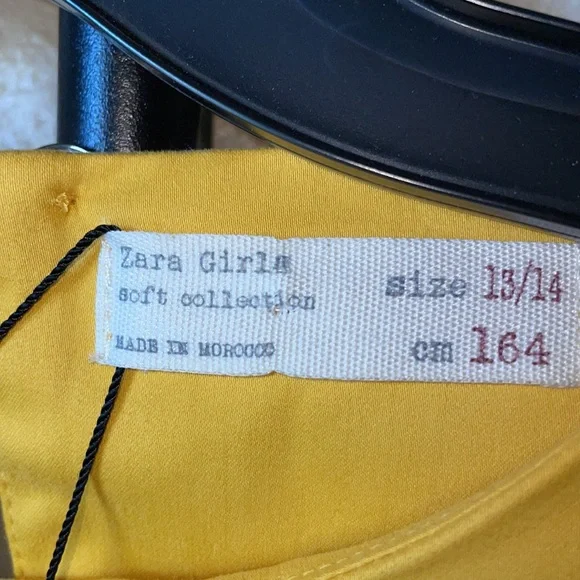 Zara Girls
soft collection
MADE IN MOROCCO
size 13/14
cm 164